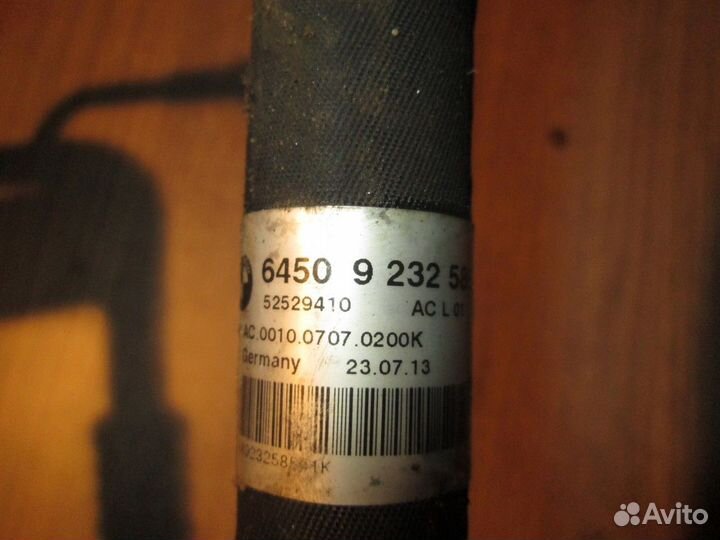 6450 9 232 58
52529410 AC L 01
AC.0010.0707.0200K
Germany 23.07.13
Avito